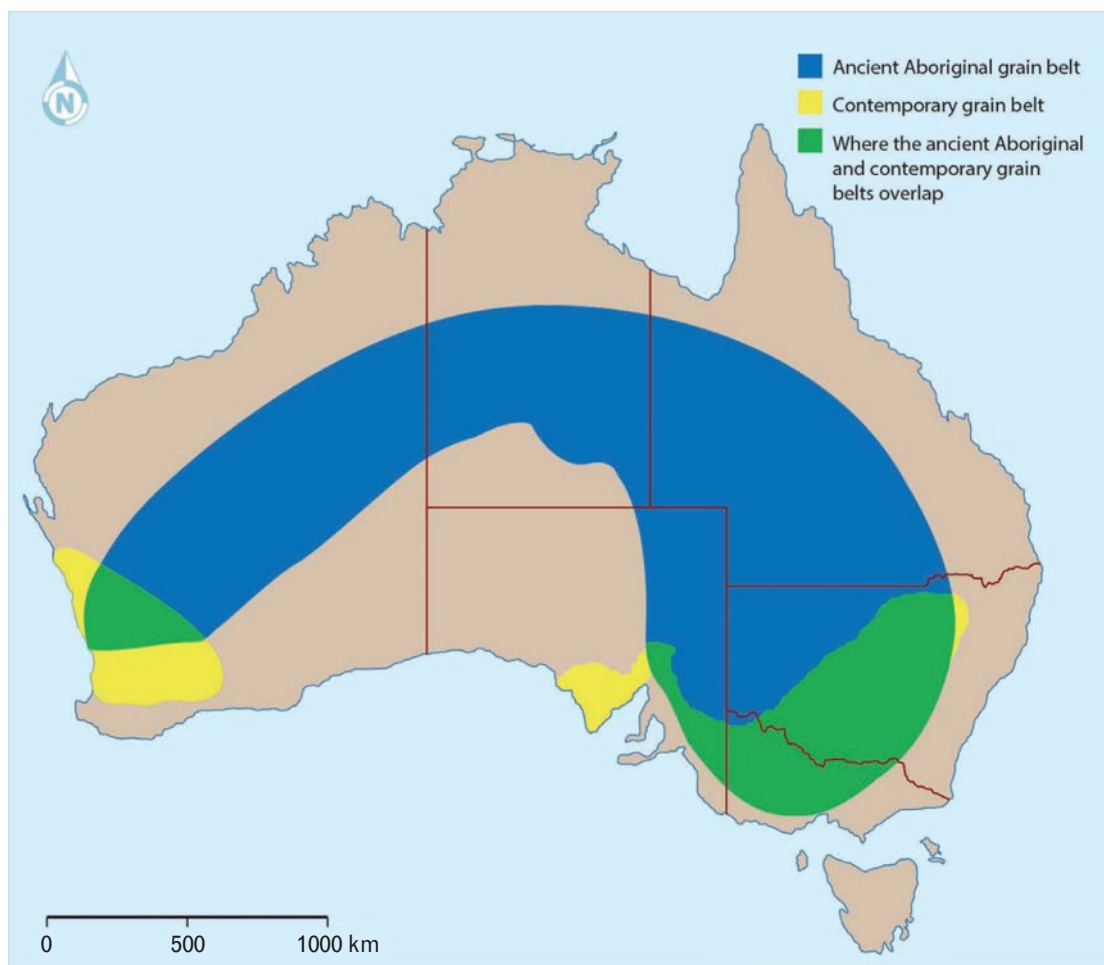 N
Ancient Aboriginal grain belt
Contemporary grain belt
Where the ancient Aboriginal
and contemporary grain
belts overlap
0 500 1000 km